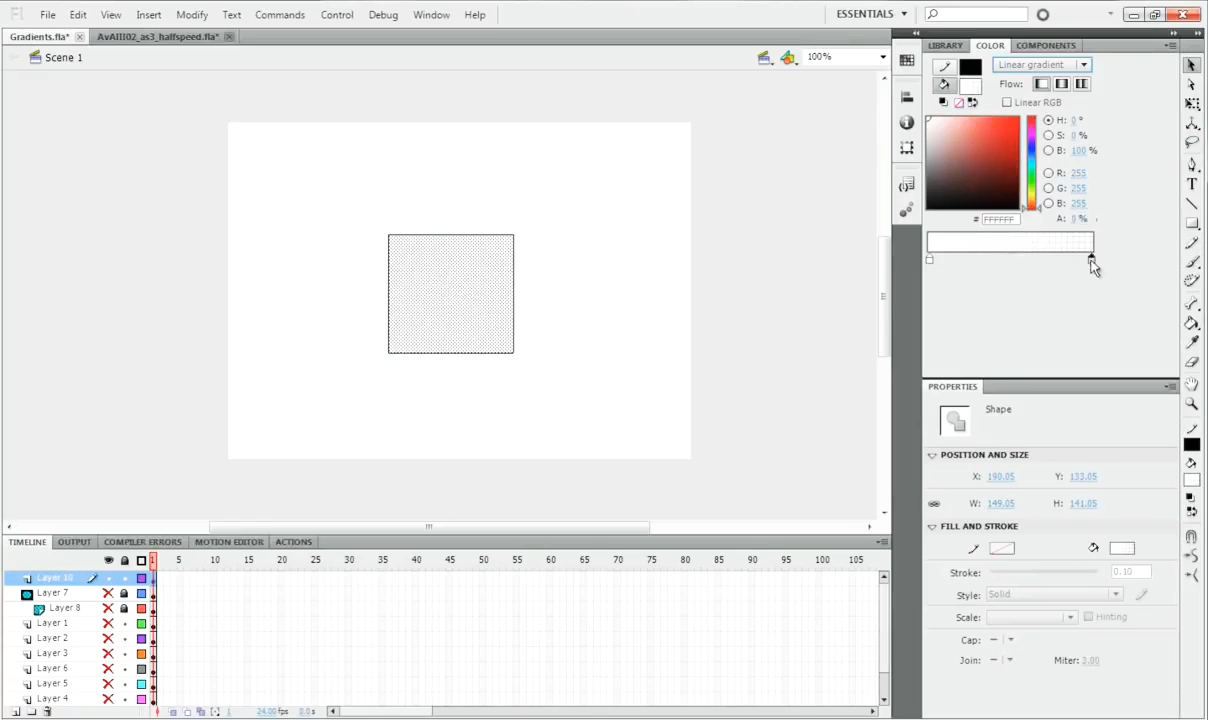 Fl File Edit View Insert Modify Text Commands Control Debug Window Help ESSENTIALS
Gradients.fla* AvAIII02_as3_halfspeed.fla*
Scene 1 100%
LIBRARY COLOR COMPONENTS
Linear gradient
Flow:
Linear RGB
H: 0 °
S: 0 %
B: 100 %
R: 255
G: 255
B: 255
# FFFFFF A: 0 %
PROPERTIES
Shape
POSITION AND SIZE
X: 190.05 Y: 133.05
W: 149.05 H: 141.05
FILL AND STROKE
Stroke: 0.10
Style: Solid
Scale: Hinting
Cap:
Join: Miter: 3.00
TIMELINE OUTPUT COMPILER ERRORS MOTION EDITOR ACTIONS
1 5 10 15 20 25 30 35 40 45 50 55 60 65 70 75 80 85 90 95 100 105
Layer 10
Layer 7
Layer 8
Layer 1
Layer 2
Layer 3
Layer 6
Layer 5
Layer 4
1 24.00 fps 0.0 s
T